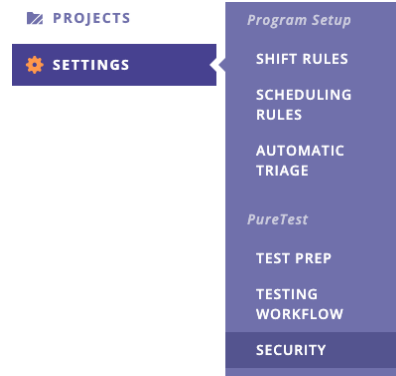 PROJECTS
SETTINGS
Program Setup
SHIFT RULES
SCHEDULING
RULES
AUTOMATIC
TRIAGE
PureTest
TEST PREP
TESTING
WORKFLOW
SECURITY